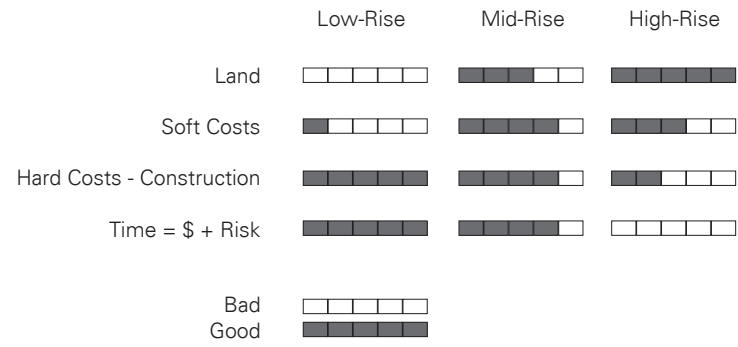 Low-Rise Mid-Rise High-Rise
Land
Soft Costs
Hard Costs - Construction
Time = $ + Risk
Bad
Good